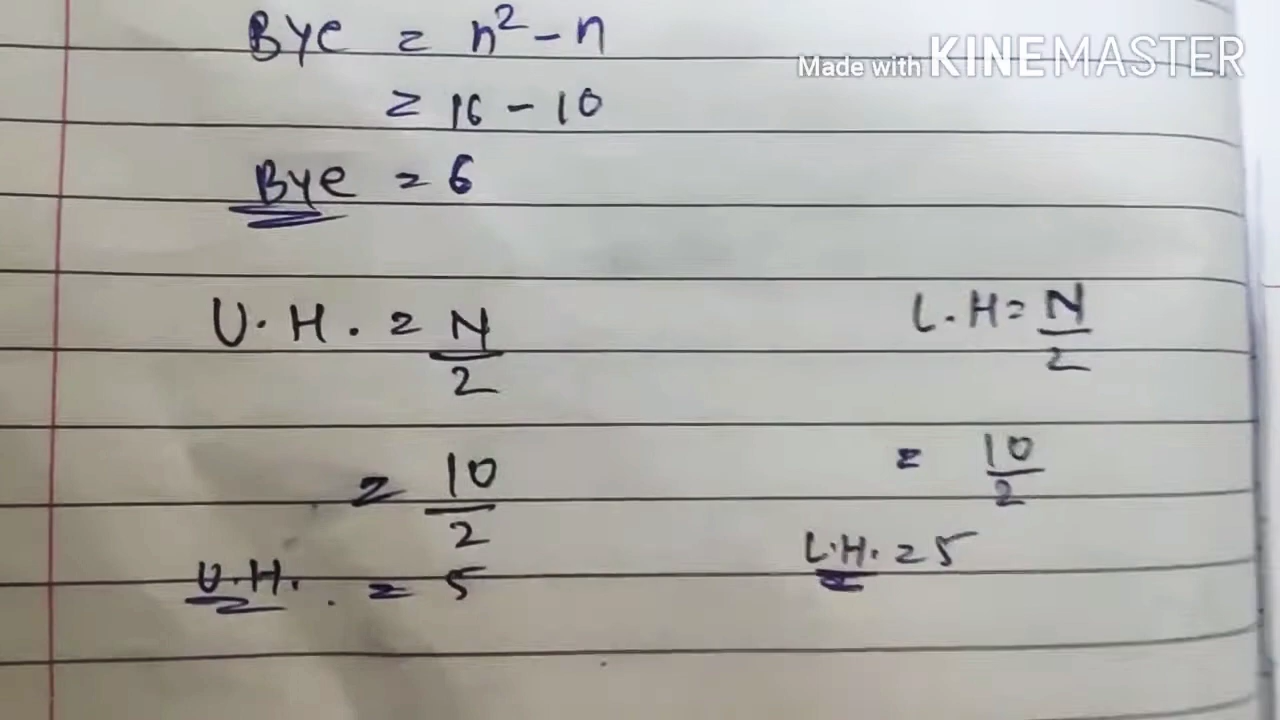 Bye = n² - n
Made with KINEMASTER
= 16 - 10
Bye = 6
U.H. = N/2
L.H = N/2
= 10/2
= 10/2
U.H. = 5
L.H. = 5